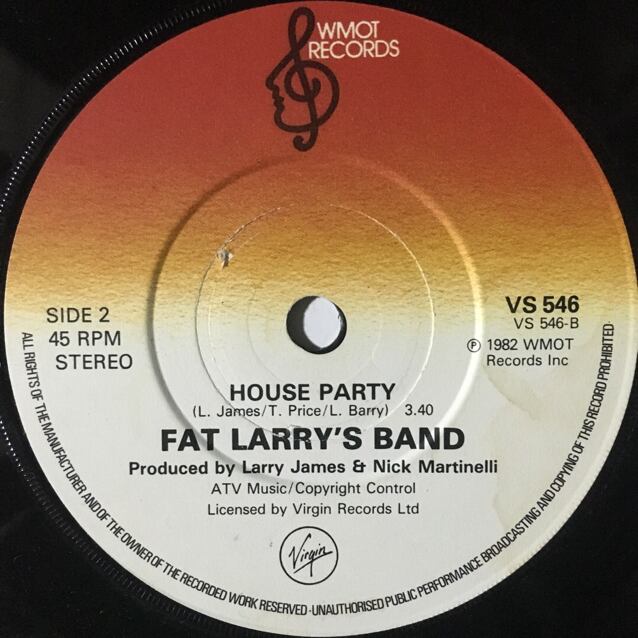 WMOT
RECORDS
SIDE 2
45 RPM
STEREO
VS 546
VS 546-B
℗ 1982 WMOT
Records Inc
HOUSE PARTY
(L. James/T. Price/L. Barry) 3.40
FAT LARRY'S BAND
Produced by Larry James & Nick Martinelli
ATV Music/Copyright Control
Licensed by Virgin Records Ltd
Virgin
ALL RIGHTS OF THE MANUFACTURER AND OF THE OWNER OF THE RECORDED WORK RESERVED·UNAUTHORISED PUBLIC PERFORMANCE BROADCASTING AND COPYING OF THIS RECORD PROHIBITED·